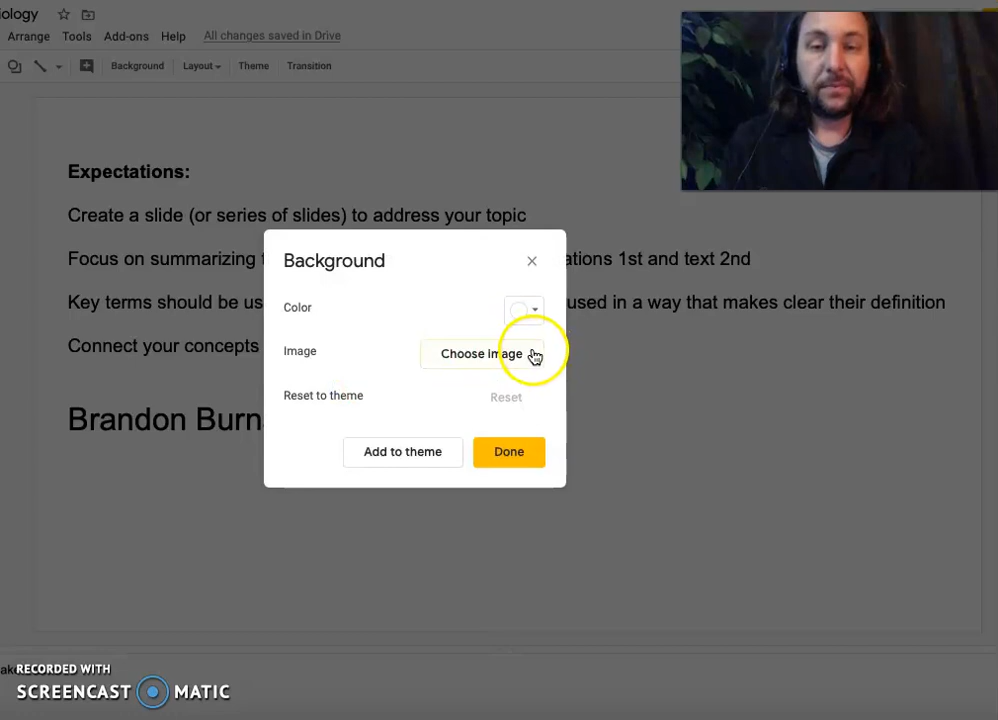 iology
Arrange Tools Add-ons Help All changes saved in Drive
Background Layout Theme Transition
Expectations:
Create a slide (or series of slides) to address your topic
Focus on summarizing
ations 1st and text 2nd
Key terms should be us
used in a way that makes clear their definition
Connect your concepts
Brandon Burn
Background
Color
Image Choose image
Reset to theme Reset
Add to theme Done
RECORDED WITH
SCREENCAST MATIC